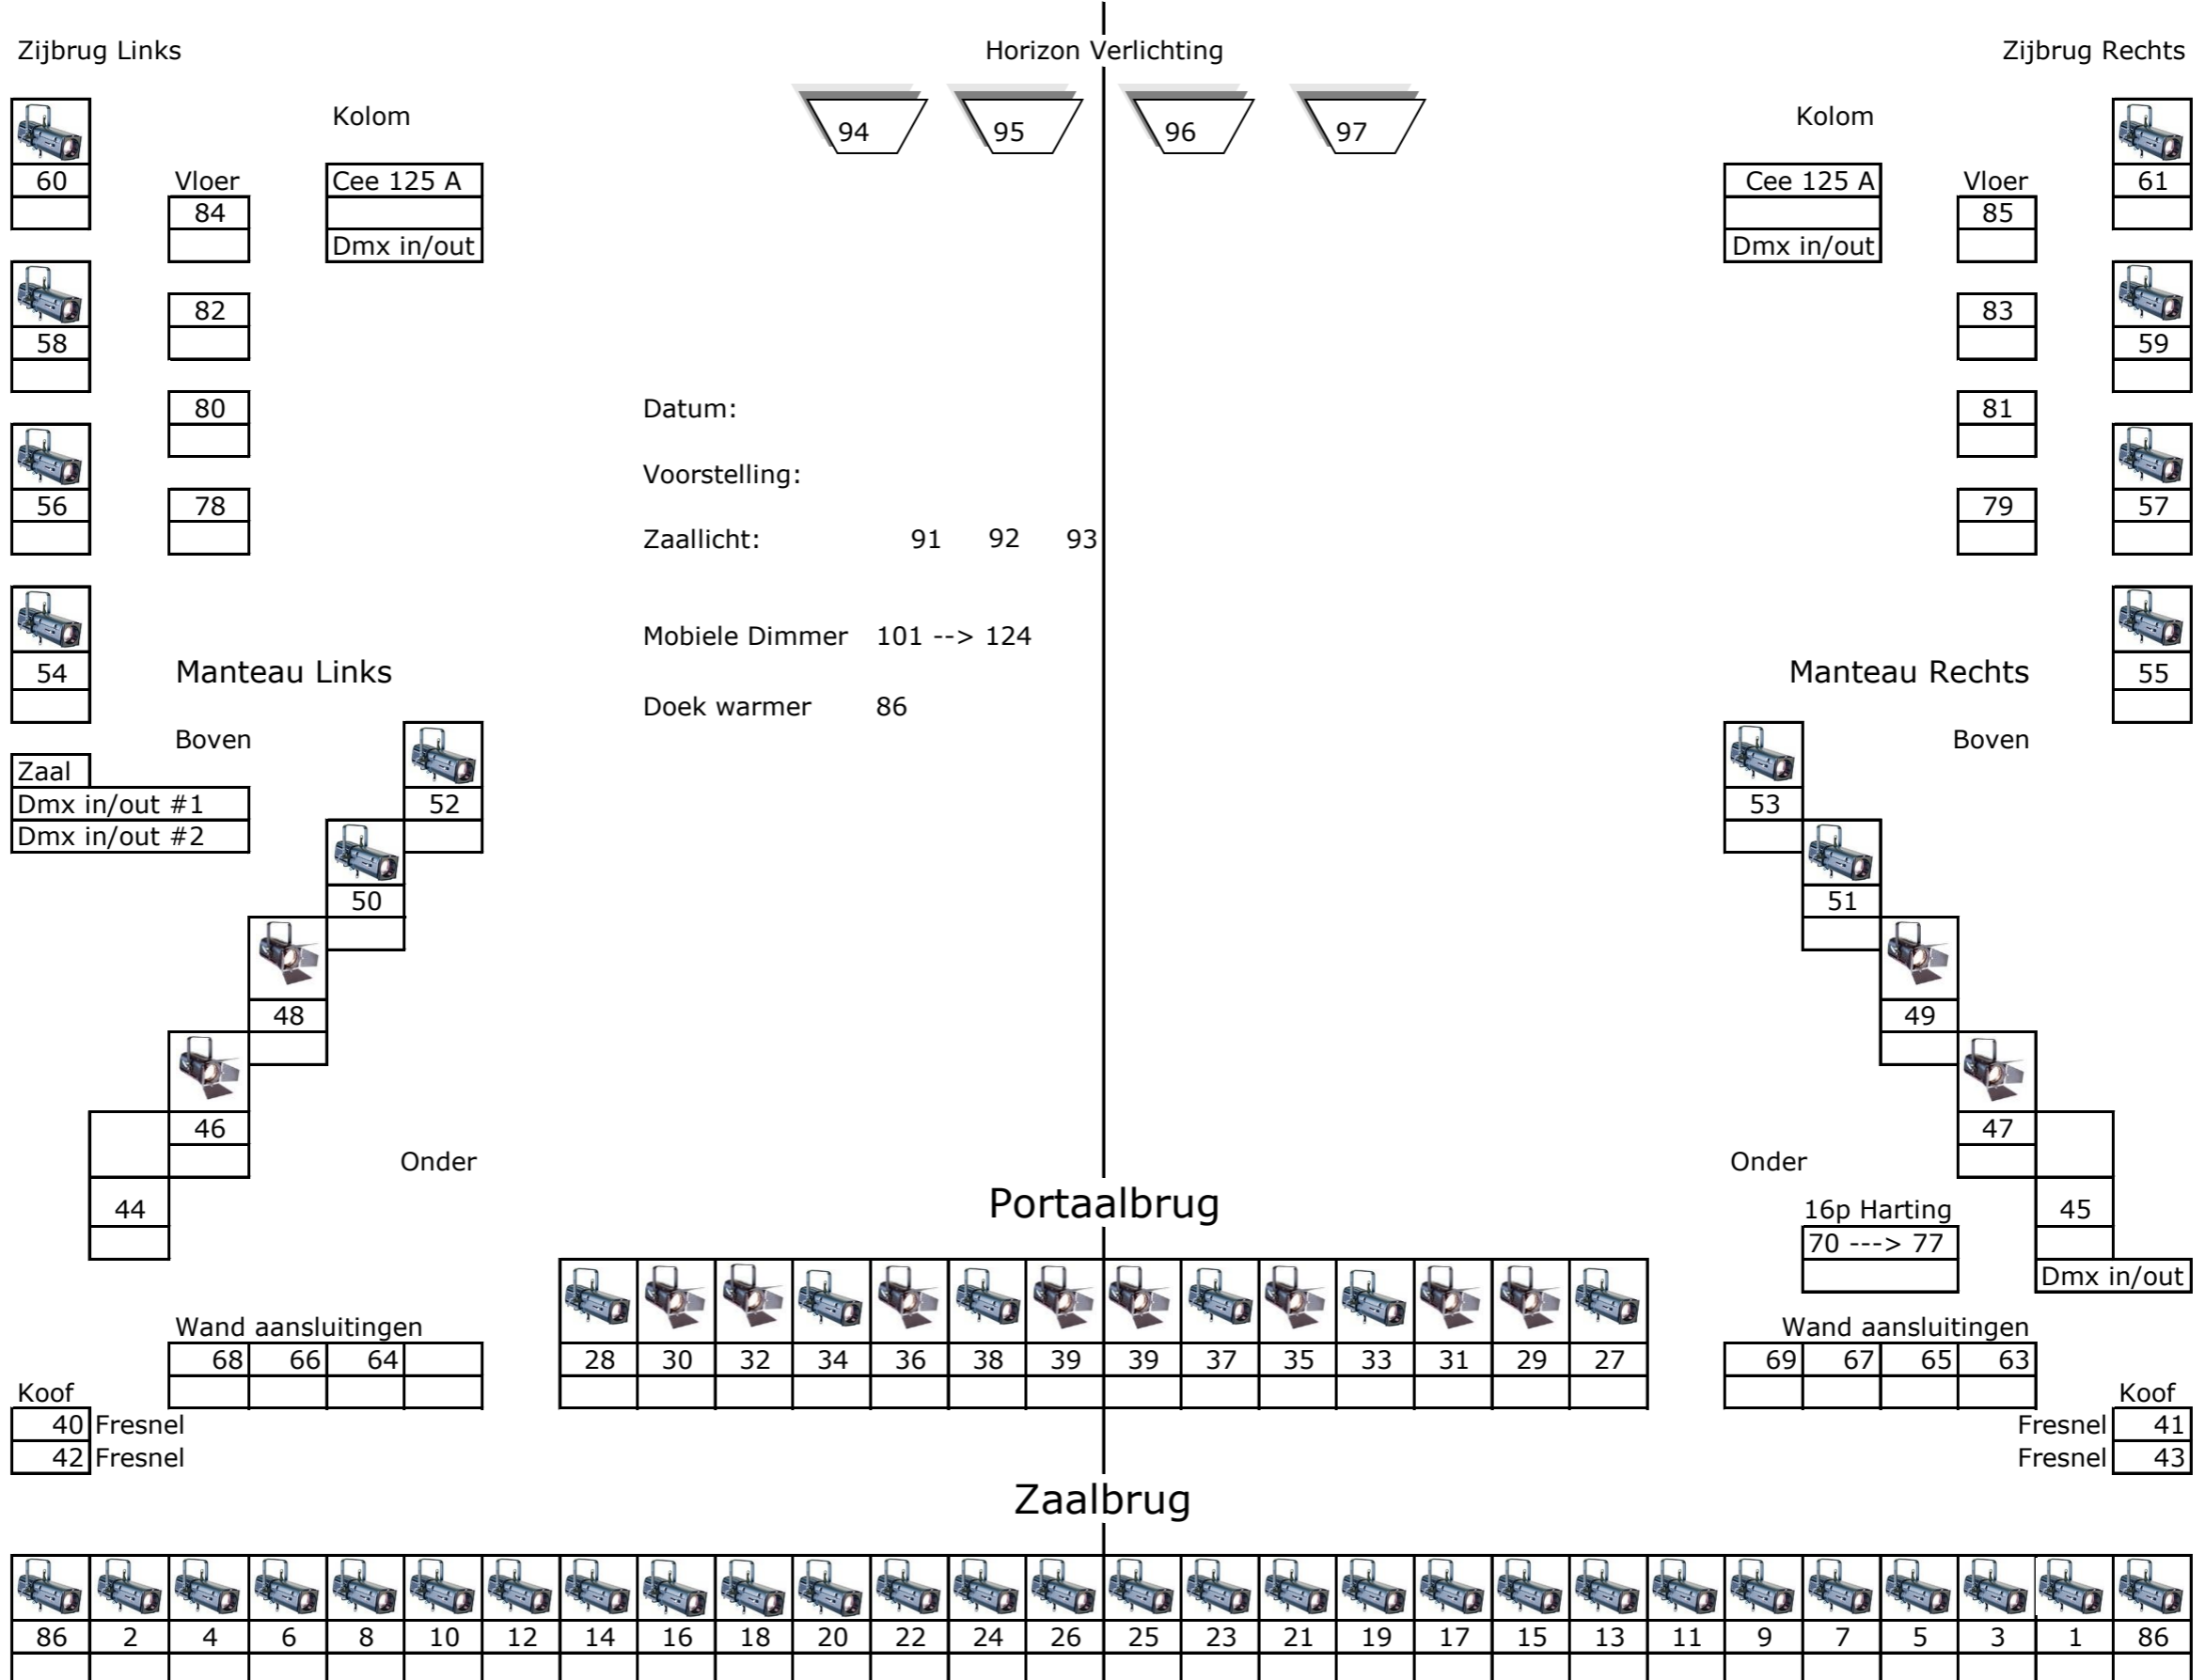 Zijbrug Links Horizon Verlichting Zijbrug Rechts
Kolom 94 95 96 97 Kolom
60 Vloer Cee 125 A Cee 125 A Vloer 61
84 85
Dmx in/out Dmx in/out
82 83
58 59
80 Datum: 81
Voorstelling:
56 78 79 57
Zaallicht: 91 92 93
Mobiele Dimmer 101 --> 124
54 Manteau Links Manteau Rechts 55
Doek warmer 86
Boven Boven
Zaal
Dmx in/out #1 52 53
Dmx in/out #2
50 51
48 49
46 47
Onder Onder
44 Portaalbrug 16p Harting 45
70 ---> 77
Dmx in/out
Wand aansluitingen Wand aansluitingen
68 66 64 28 30 32 34 36 38 39 39 37 35 33 31 29 27 69 67 65 63
Koof Koof
40 Fresnel Fresnel 41
42 Fresnel Fresnel 43
Zaalbrug
86 2 4 6 8 10 12 14 16 18 20 22 24 26 25 23 21 19 17 15 13 11 9 7 5 3 1 86